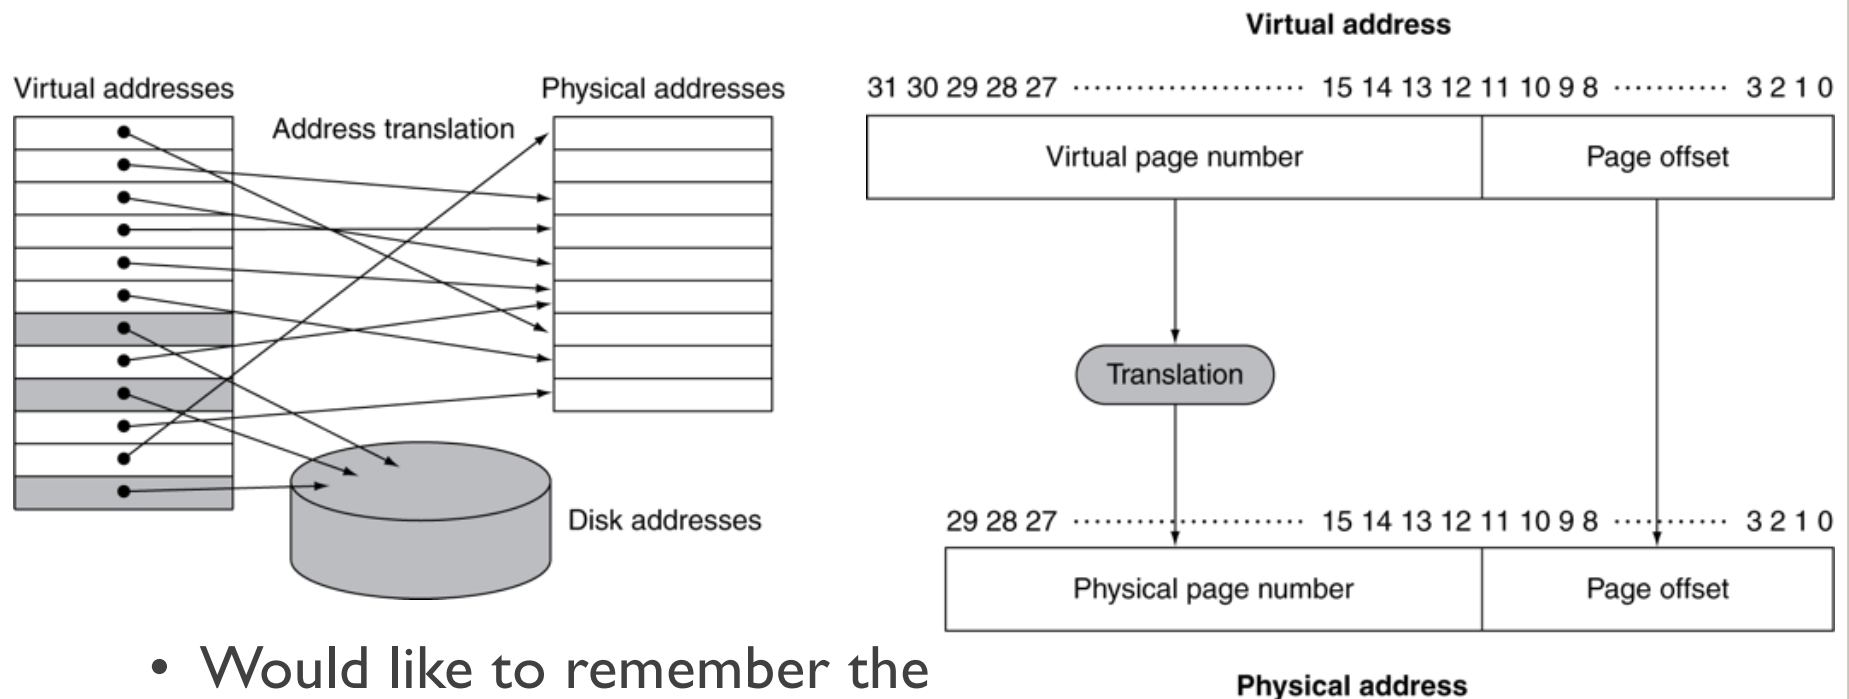 Virtual addresses
Address translation
Physical addresses
Disk addresses
Virtual address
31 30 29 28 27 ····················· 15 14 13 12 11 10 9 8 ··········· 3 2 1 0
Virtual page number
Page offset
Translation
29 28 27 ····················· 15 14 13 12 11 10 9 8 ··········· 3 2 1 0
Physical page number
Page offset
Physical address
• Would like to remember the